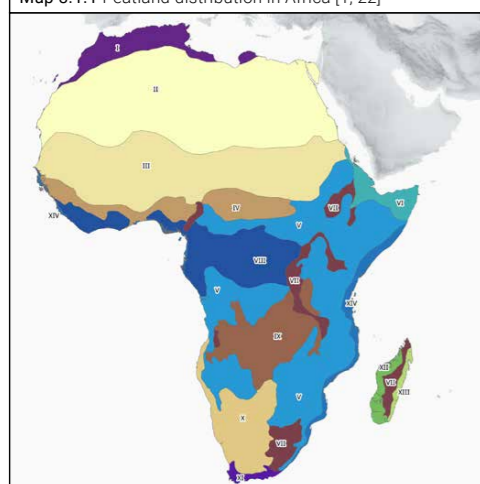 Map 6.1.1 Peatland distribution in Africa [1, 22]
I
II
III
IV
VII
VI
XIV
V
VIII
VII
V
XIV
IX
XII
VII
XIII
V
X
VII
XI